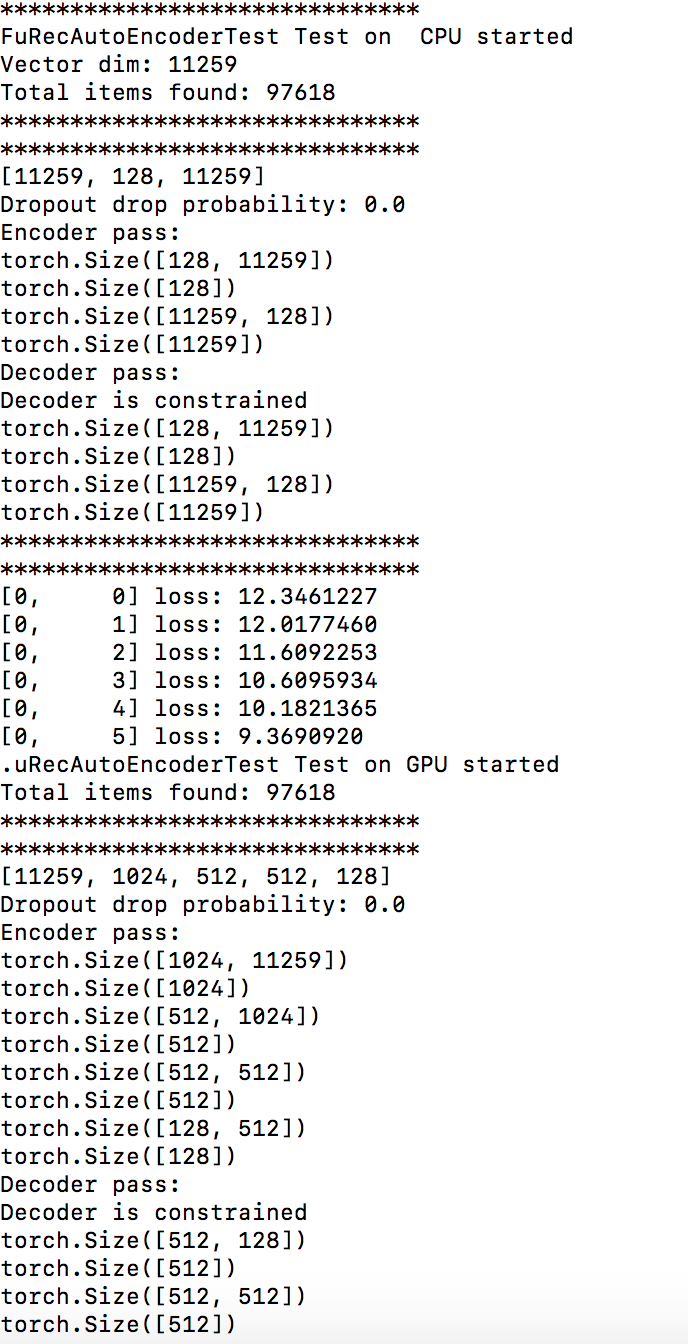 ******************************
FuRecAutoEncoderTest Test on  CPU started
Vector dim: 11259
Total items found: 97618
******************************
******************************
[11259, 128, 11259]
Dropout drop probability: 0.0
Encoder pass:
torch.Size([128, 11259])
torch.Size([128])
torch.Size([11259, 128])
torch.Size([11259])
Decoder pass:
Decoder is constrained
torch.Size([128, 11259])
torch.Size([128])
torch.Size([11259, 128])
torch.Size([11259])
******************************
******************************
[0,     0] loss: 12.3461227
[0,     1] loss: 12.0177460
[0,     2] loss: 11.6092253
[0,     3] loss: 10.6095934
[0,     4] loss: 10.1821365
[0,     5] loss: 9.3690920
.uRecAutoEncoderTest Test on GPU started
Total items found: 97618
******************************
******************************
[11259, 1024, 512, 512, 128]
Dropout drop probability: 0.0
Encoder pass:
torch.Size([1024, 11259])
torch.Size([1024])
torch.Size([512, 1024])
torch.Size([512])
torch.Size([512, 512])
torch.Size([512])
torch.Size([128, 512])
torch.Size([128])
Decoder pass:
Decoder is constrained
torch.Size([512, 128])
torch.Size([512])
torch.Size([512, 512])
torch.Size([512])